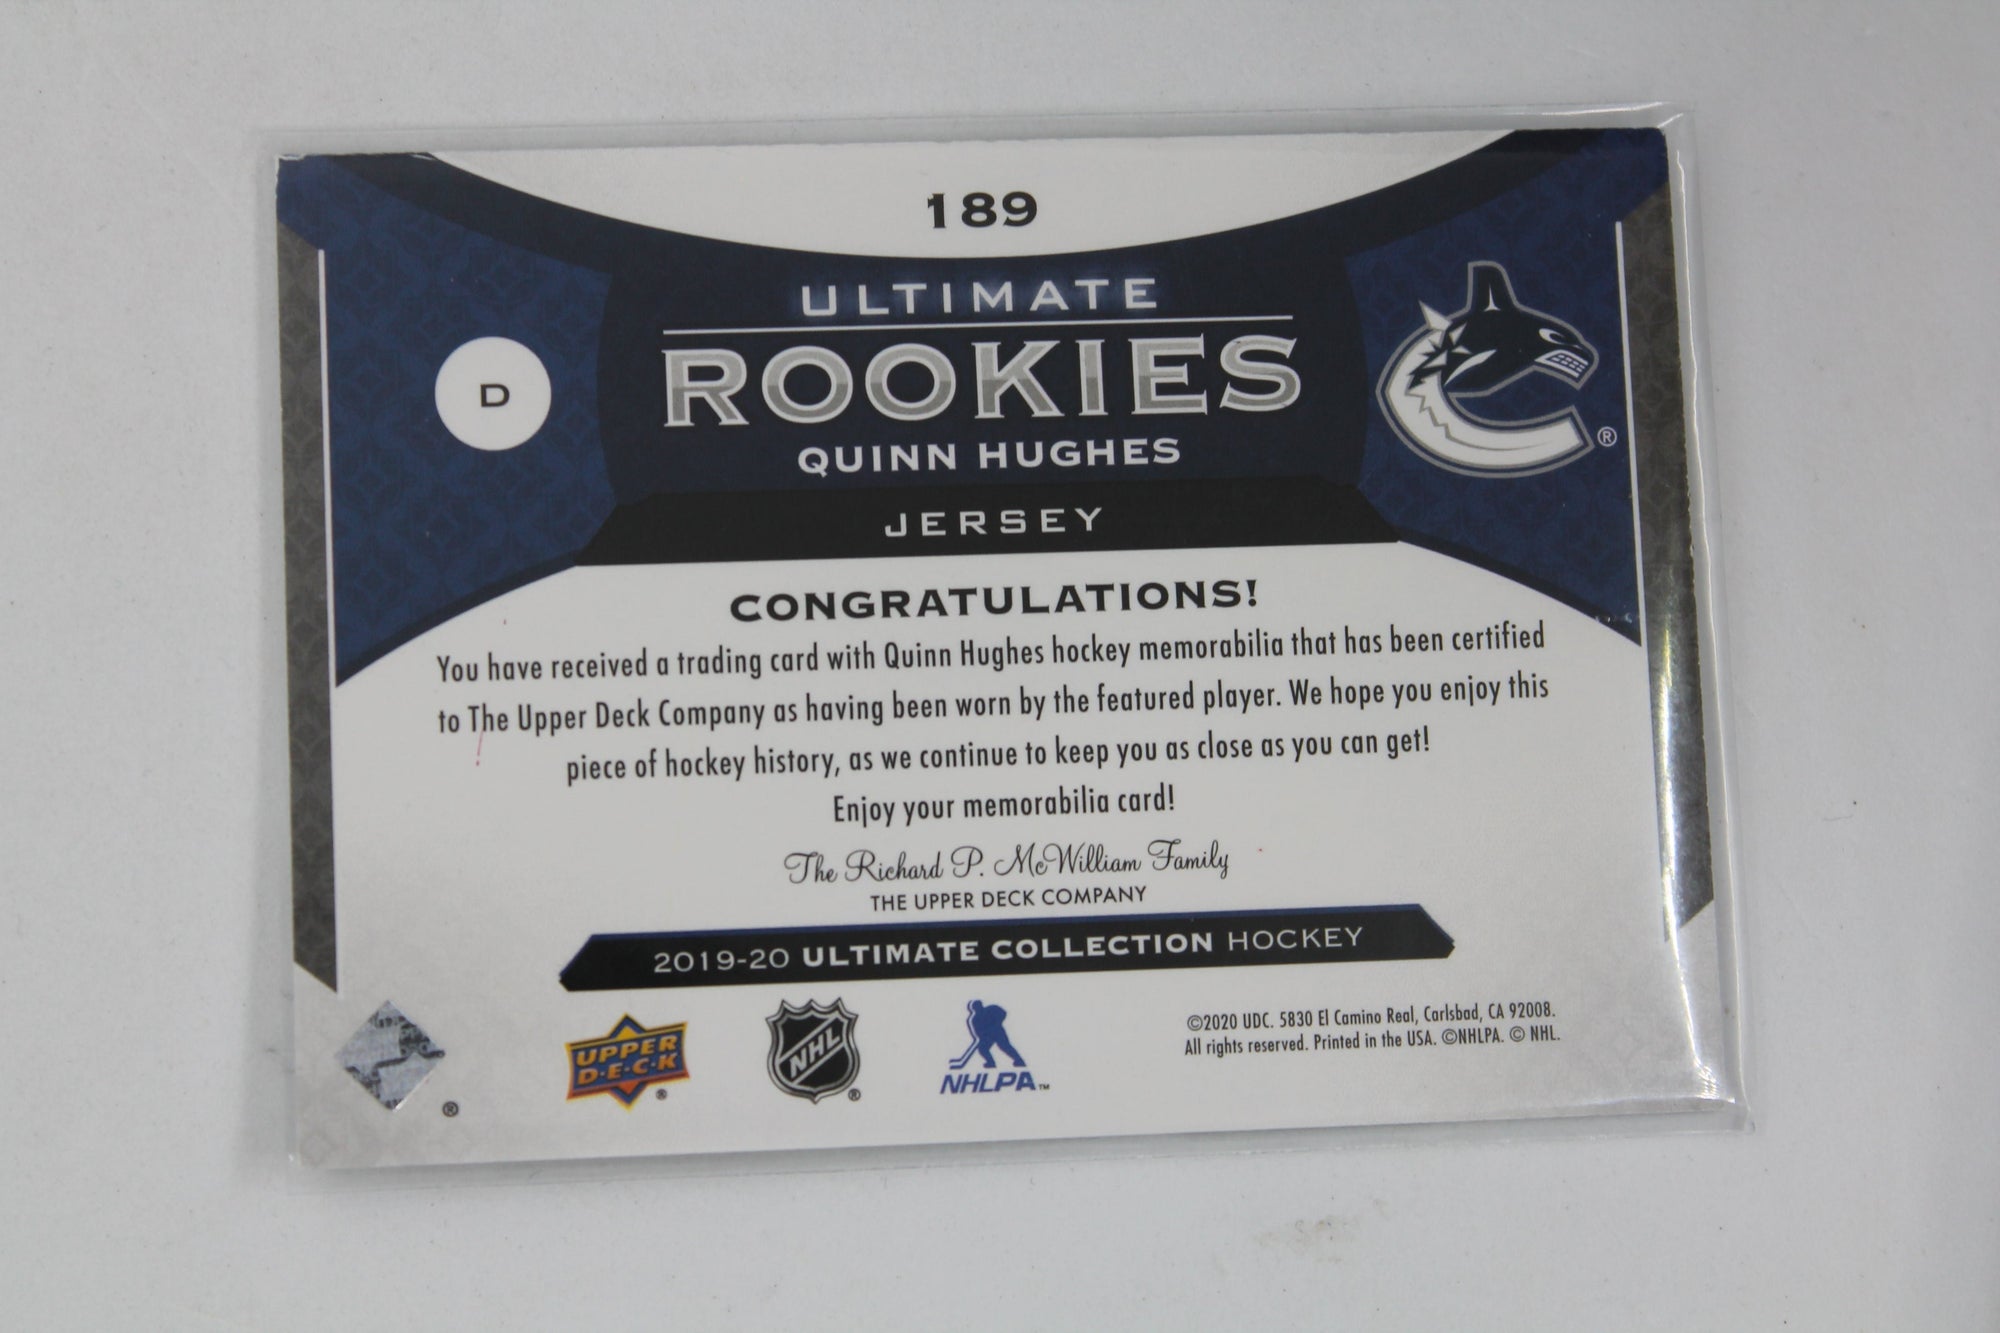 189
ULTIMATE
ROOKIES
D
®
QUINN HUGHES
JERSEY
CONGRATULATIONS!
You have received a trading card with Quinn Hughes hockey memorabilia that has been certified
to The Upper Deck Company as having been worn by the featured player. We hope you enjoy this
piece of hockey history, as we continue to keep you as close as you can get!
Enjoy your memorabilia card!
The Richard P. McWilliam Family
THE UPPER DECK COMPANY
2019-20 ULTIMATE COLLECTION HOCKEY
®
UPPER
D·E·C·K
®
NHL
®
NHLPA™
©2020 UDC. 5830 El Camino Real, Carlsbad, CA 92008.
All rights reserved. Printed in the USA. ©NHLPA. © NHL.